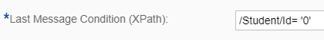 *Last Message Condition (XPath): /Student/Id= '0'